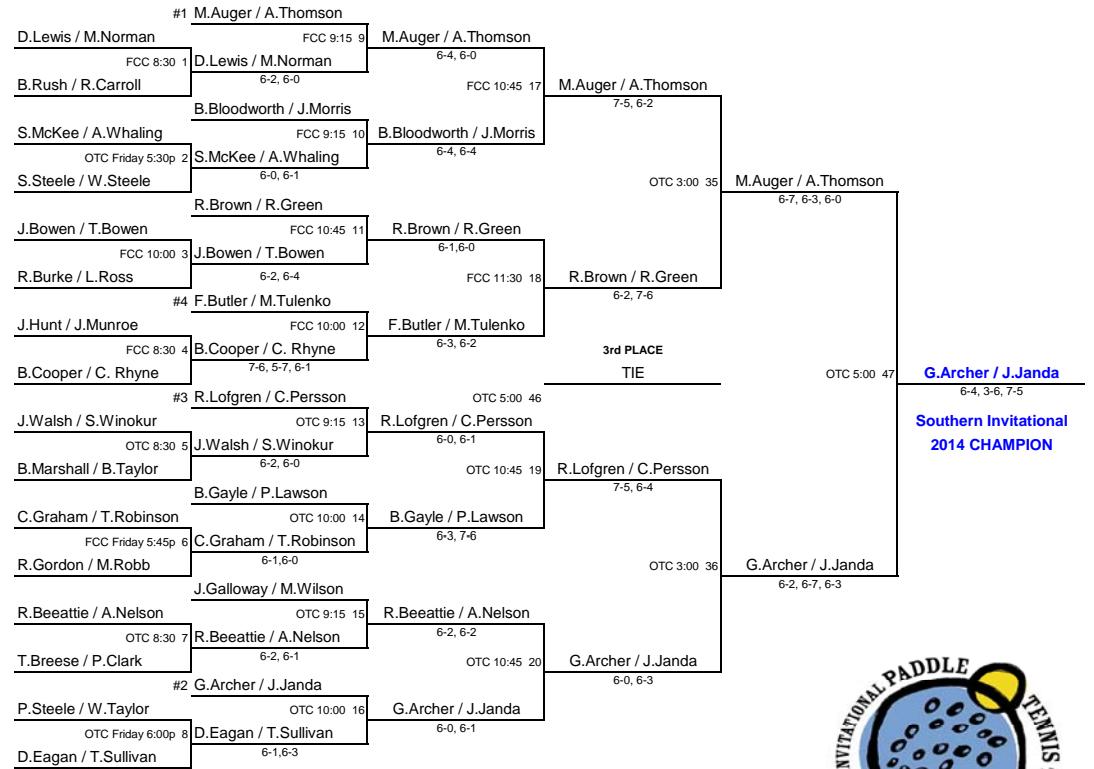 #1 M.Auger / A.Thomson
D.Lewis / M.Norman FCC 9:15 9 M.Auger / A.Thomson
6-4, 6-0
FCC 8:30 1 D.Lewis / M.Norman
6-2, 6-0
B.Rush / R.Carroll FCC 10:45 17 M.Auger / A.Thomson
7-5, 6-2
B.Bloodworth / J.Morris
S.McKee / A.Whaling FCC 9:15 10 B.Bloodworth / J.Morris
6-4, 6-4
OTC Friday 5:30p 2 S.McKee / A.Whaling
6-0, 6-1
S.Steele / W.Steele OTC 3:00 35 M.Auger / A.Thomson
6-7, 6-3, 6-0
R.Brown / R.Green
J.Bowen / T.Bowen FCC 10:45 11 R.Brown / R.Green
6-1,6-0
FCC 10:00 3 J.Bowen / T.Bowen
6-2, 6-4
R.Burke / L.Ross FCC 11:30 18 R.Brown / R.Green
6-2, 7-6
#4 F.Butler / M.Tulenko
J.Hunt / J.Munroe FCC 10:00 12 F.Butler / M.Tulenko
6-3, 6-2
FCC 8:30 4 B.Cooper / C. Rhyne 3rd PLACE
7-6, 5-7, 6-1
B.Cooper / C. Rhyne TIE OTC 5:00 47 G.Archer / J.Janda
6-4, 3-6, 7-5
#3 R.Lofgren / C.Persson OTC 5:00 46
J.Walsh / S.Winokur OTC 9:15 13 R.Lofgren / C.Persson Southern Invitational
6-0, 6-1
OTC 8:30 5 J.Walsh / S.Winokur 2014 CHAMPION
6-2, 6-0
B.Marshall / B.Taylor OTC 10:45 19 R.Lofgren / C.Persson
7-5, 6-4
B.Gayle / P.Lawson
C.Graham / T.Robinson OTC 10:00 14 B.Gayle / P.Lawson
6-3, 7-6
FCC Friday 5:45p 6 C.Graham / T.Robinson
6-1,6-0
R.Gordon / M.Robb OTC 3:00 36 G.Archer / J.Janda
6-2, 6-7, 6-3
J.Galloway / M.Wilson
R.Beeattie / A.Nelson OTC 9:15 15 R.Beeattie / A.Nelson
6-2, 6-2
OTC 8:30 7 R.Beeattie / A.Nelson
6-2, 6-1
T.Breese / P.Clark OTC 10:45 20 G.Archer / J.Janda
6-0, 6-3
#2 G.Archer / J.Janda
P.Steele / W.Taylor OTC 10:00 16 G.Archer / J.Janda
6-0, 6-1
OTC Friday 6:00p 8 D.Eagan / T.Sullivan
6-1,6-3
D.Eagan / T.Sullivan
PADDLE TENNIS